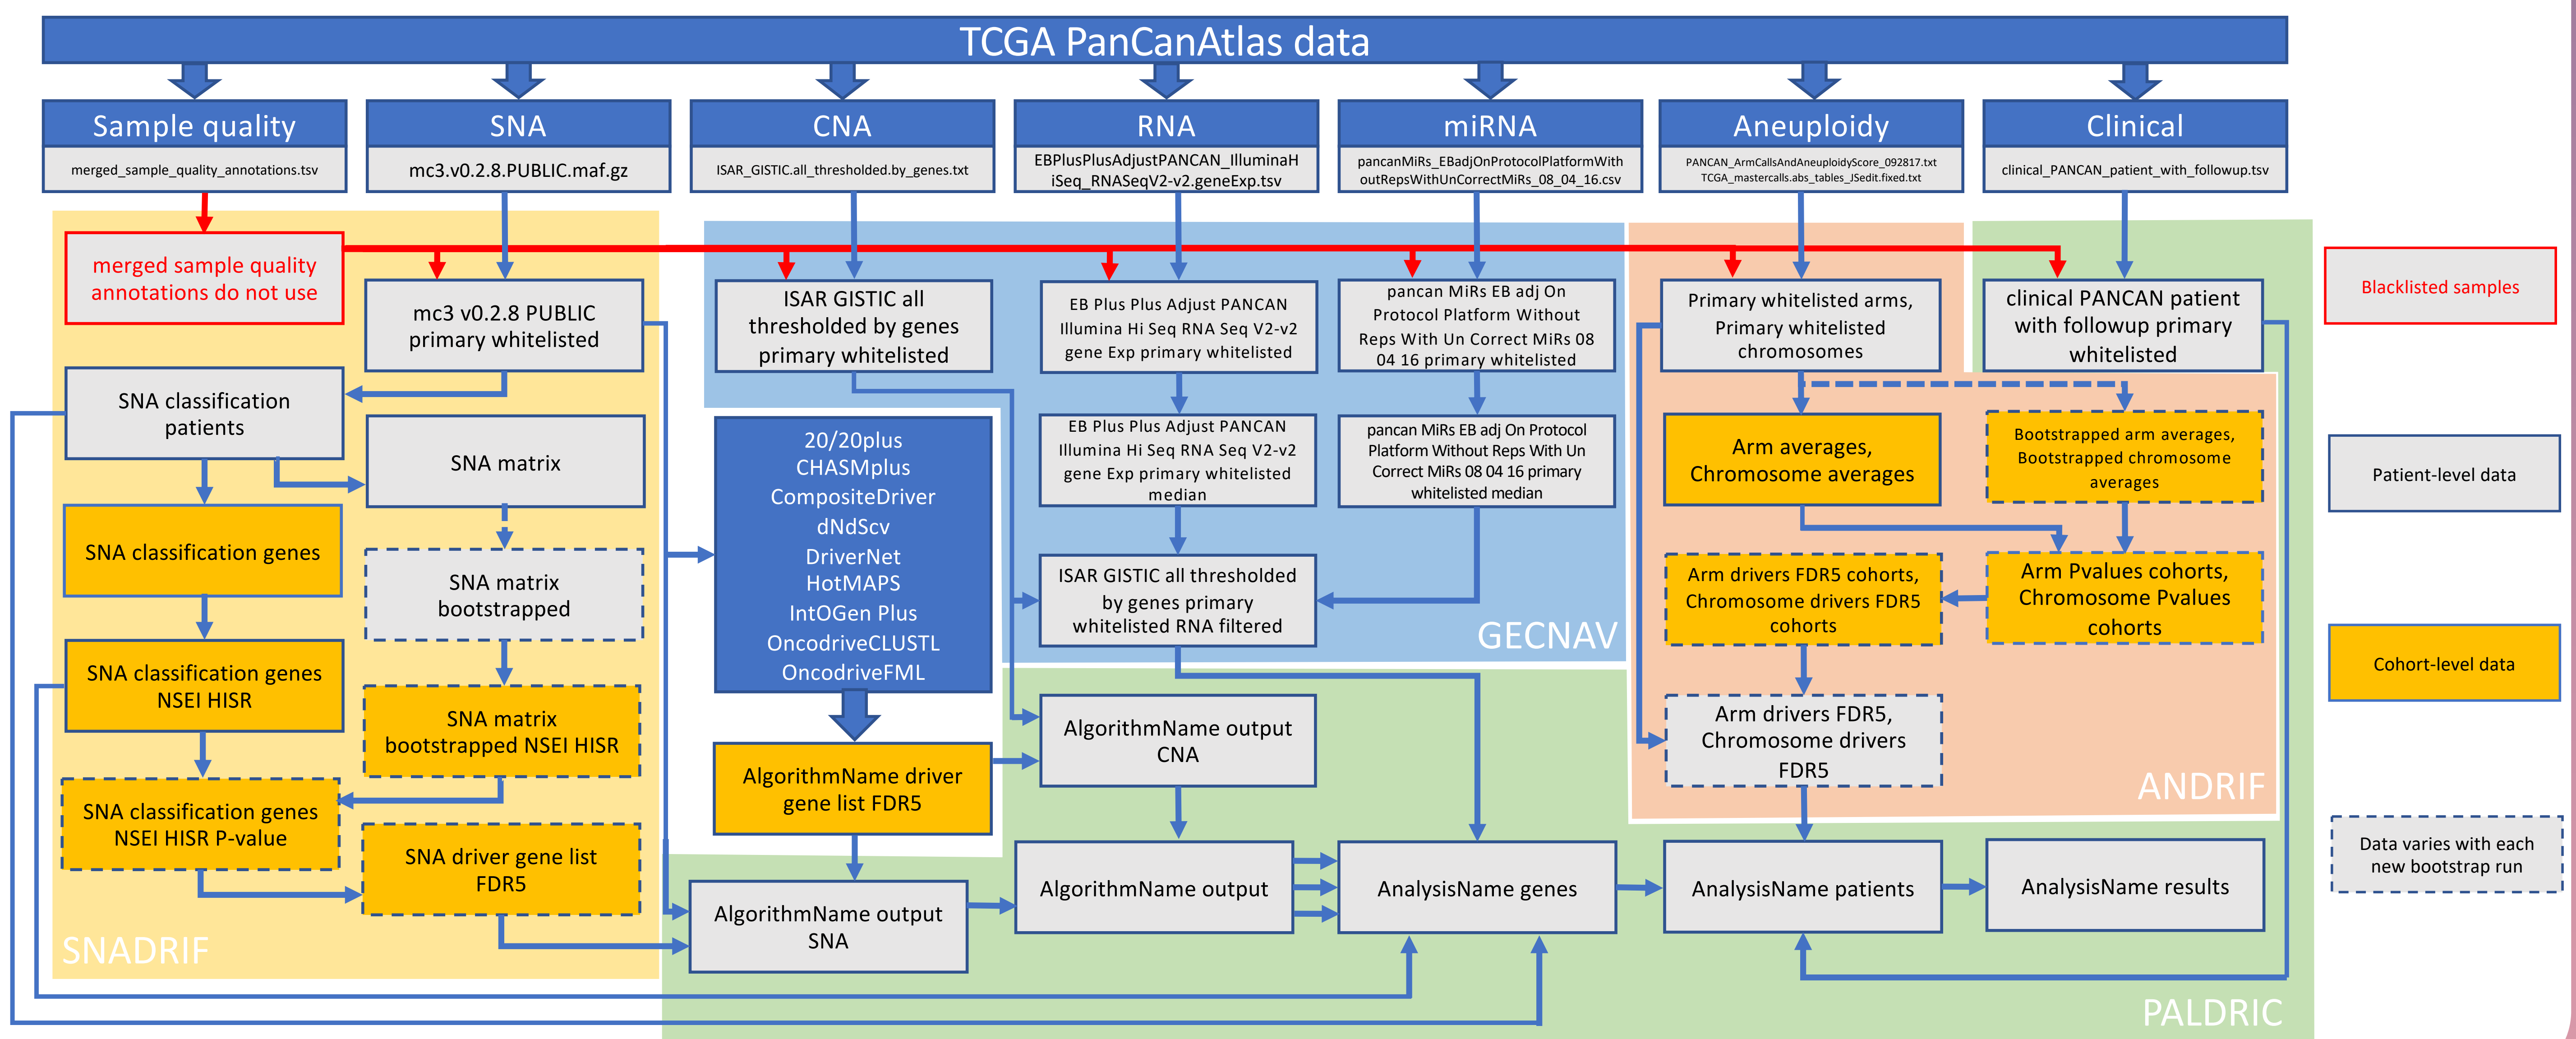 TCGA PanCanAtlas data
Sample quality
merged_sample_quality_annotations.tsv
SNA
mc3.v0.2.8.PUBLIC.maf.gz
CNA
ISAR_GISTIC.all_thresholded.by_genes.txt
RNA
EBPlusPlusAdjustPANCAN_IlluminaH
iSeq_RNASeqV2-v2.geneExp.tsv
miRNA
pancanMiRs_EBadjOnProtocolPlatformWith
outRepsWithUnCorrectMiRs_08_04_16.csv
Aneuploidy
PANCAN_ArmCallsAndAneuploidyScore_092817.txt
TCGA_mastercalls.abs_tables_JSedit.fixed.txt
Clinical
clinical_PANCAN_patient_with_followup.tsv
merged sample quality
annotations do not use
mc3 v0.2.8 PUBLIC
primary whitelisted
SNA classification
patients
SNA matrix
SNA classification genes
SNA matrix
bootstrapped
SNA classification genes
NSEI HISR
SNA matrix
bootstrapped NSEI HISR
SNA classification genes
NSEI HISR P-value
SNA driver gene list
FDR5
SNADRIF
ISAR GISTIC all
thresholded by genes
primary whitelisted
EB Plus Plus Adjust PANCAN
Illumina Hi Seq RNA Seq V2-v2
gene Exp primary whitelisted
pancan MiRs EB adj On
Protocol Platform Without
Reps With Un Correct MiRs 08
04 16 primary whitelisted
EB Plus Plus Adjust PANCAN
Illumina Hi Seq RNA Seq V2-v2
gene Exp primary whitelisted
median
pancan MiRs EB adj On Protocol
Platform Without Reps With Un
Correct MiRs 08 04 16 primary
whitelisted median
ISAR GISTIC all thresholded
by genes primary
whitelisted RNA filtered
GECNAV
20/20plus
CHASMplus
CompositeDriver
dNdScv
DriverNet
HotMAPS
IntOGen Plus
OncodriveCLUSTL
OncodriveFML
AlgorithmName driver
gene list FDR5
Primary whitelisted arms,
Primary whitelisted
chromosomes
Arm averages,
Chromosome averages
Bootstrapped arm averages,
Bootstrapped chromosome
averages
Arm drivers FDR5 cohorts,
Chromosome drivers FDR5
cohorts
Arm Pvalues cohorts,
Chromosome Pvalues
cohorts
Arm drivers FDR5,
Chromosome drivers
FDR5
ANDRIF
clinical PANCAN patient
with followup primary
whitelisted
AlgorithmName output
CNA
AlgorithmName output
SNA
AlgorithmName output
AnalysisName genes
AnalysisName patients
AnalysisName results
PALDRIC
Blacklisted samples
Patient-level data
Cohort-level data
Data varies with each
new bootstrap run